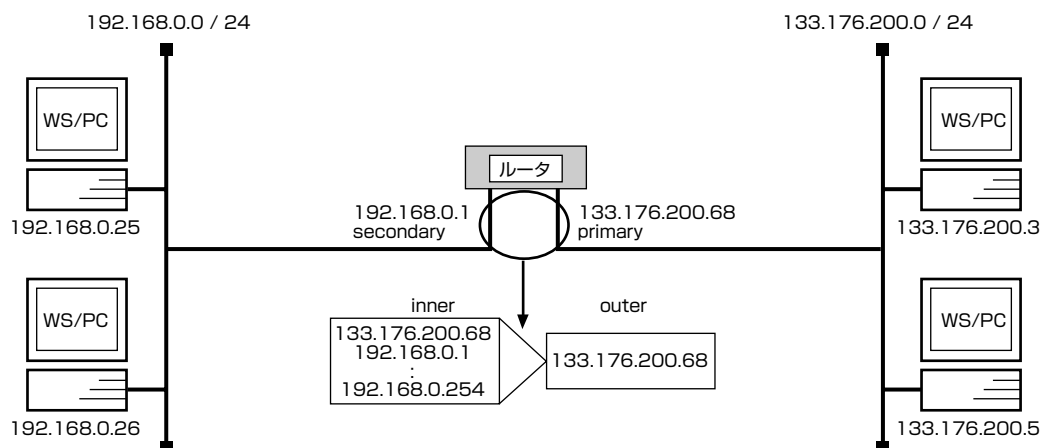 192.168.0.0 / 24
133.176.200.0 / 24
WS/PC
WS/PC
ルータ
192.168.0.25
192.168.0.1
secondary
133.176.200.68
primary
133.176.200.3
WS/PC
WS/PC
inner
outer
133.176.200.68
192.168.0.1
:
192.168.0.254
133.176.200.68
192.168.0.26
133.176.200.5